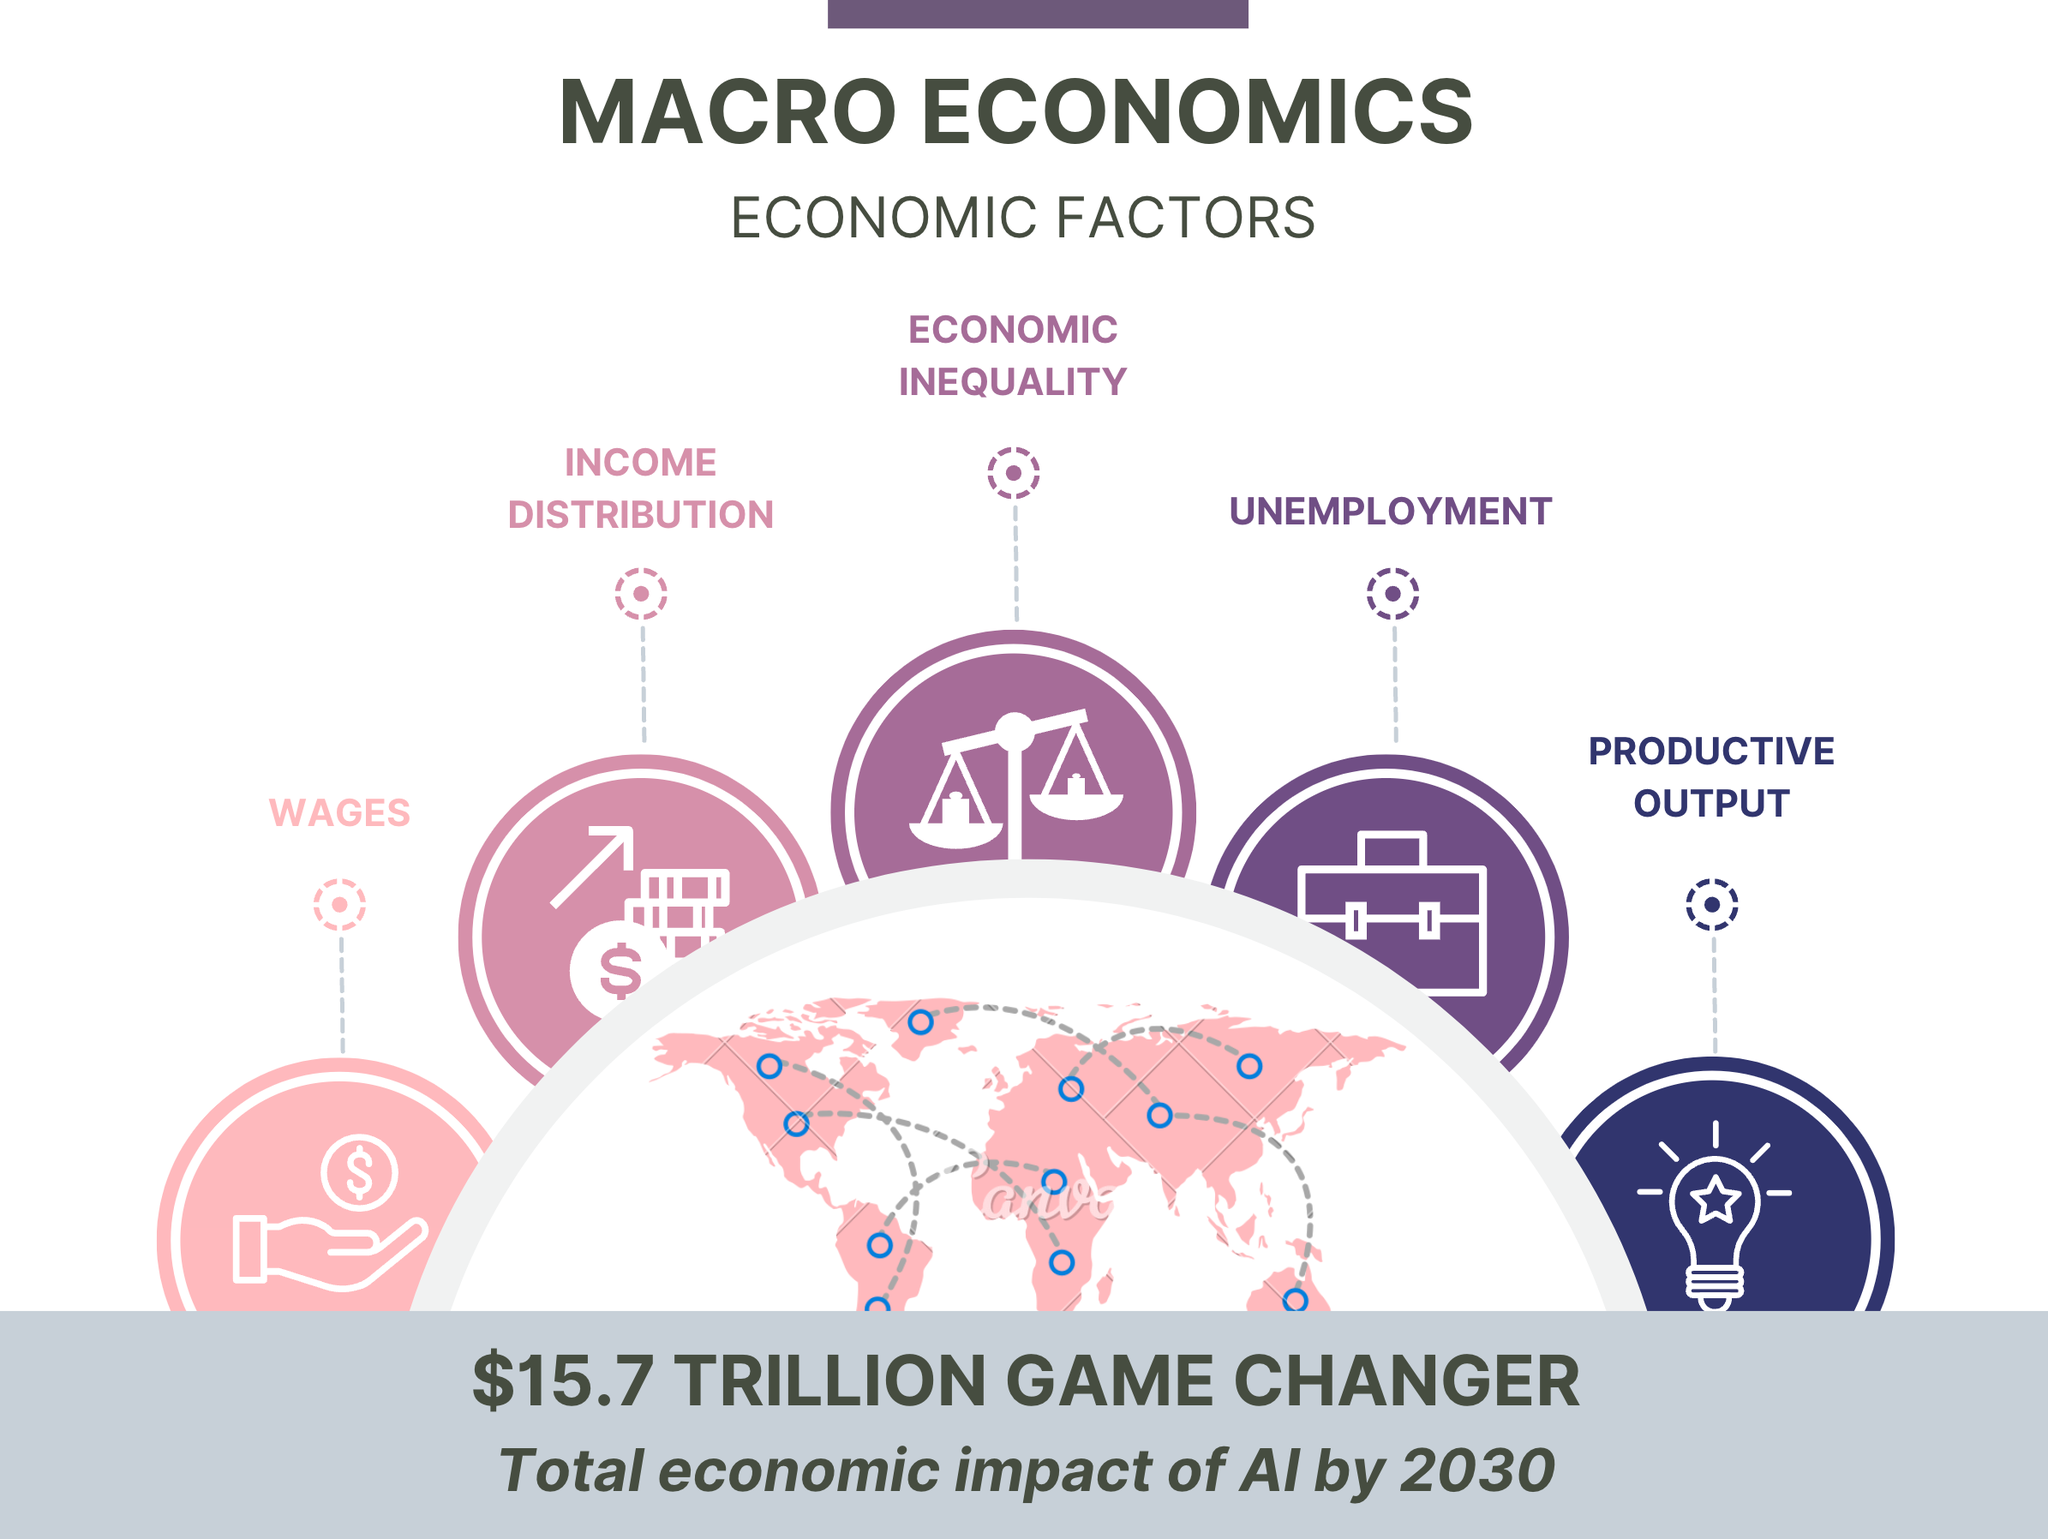 MACRO ECONOMICS
ECONOMIC FACTORS
ECONOMIC
INEQUALITY
INCOME
DISTRIBUTION
UNEMPLOYMENT
PRODUCTIVE
OUTPUT
WAGES
$
$
$15.7 TRILLION GAME CHANGER
Total economic impact of AI by 2030